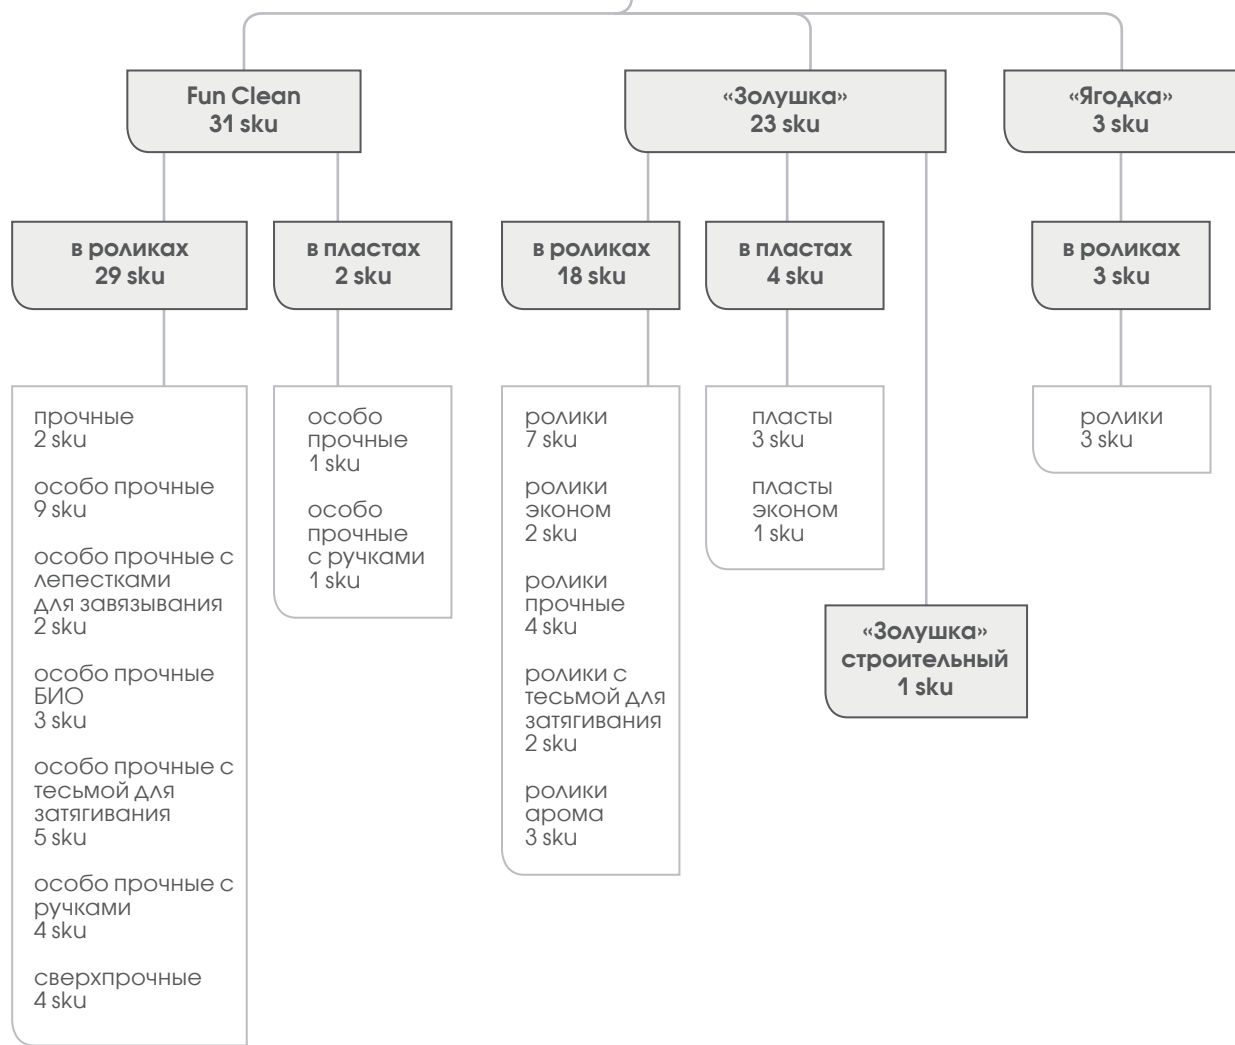 Fun Clean
31 sku
«Золушка»
23 sku
«Ягодка»
3 sku
в роликах
29 sku
в пластах
2 sku
в роликах
18 sku
в пластах
4 sku
в роликах
3 sku
прочные
2 sku
особо прочные
9 sku
особо прочные с
лепестками
для завязывания
2 sku
особо прочные
БИО
3 sku
особо прочные с
тесьмой для
затягивания
5 sku
особо прочные с
ручками
4 sku
сверхпрочные
4 sku
особо
прочные
1 sku
особо
прочные
с ручками
1 sku
ролики
7 sku
ролики
эконом
2 sku
ролики
прочные
4 sku
ролики с
тесьмой для
затягивания
2 sku
ролики
арома
3 sku
пласты
3 sku
пласты
эконом
1 sku
«Золушка»
строительный
1 sku
ролики
3 sku